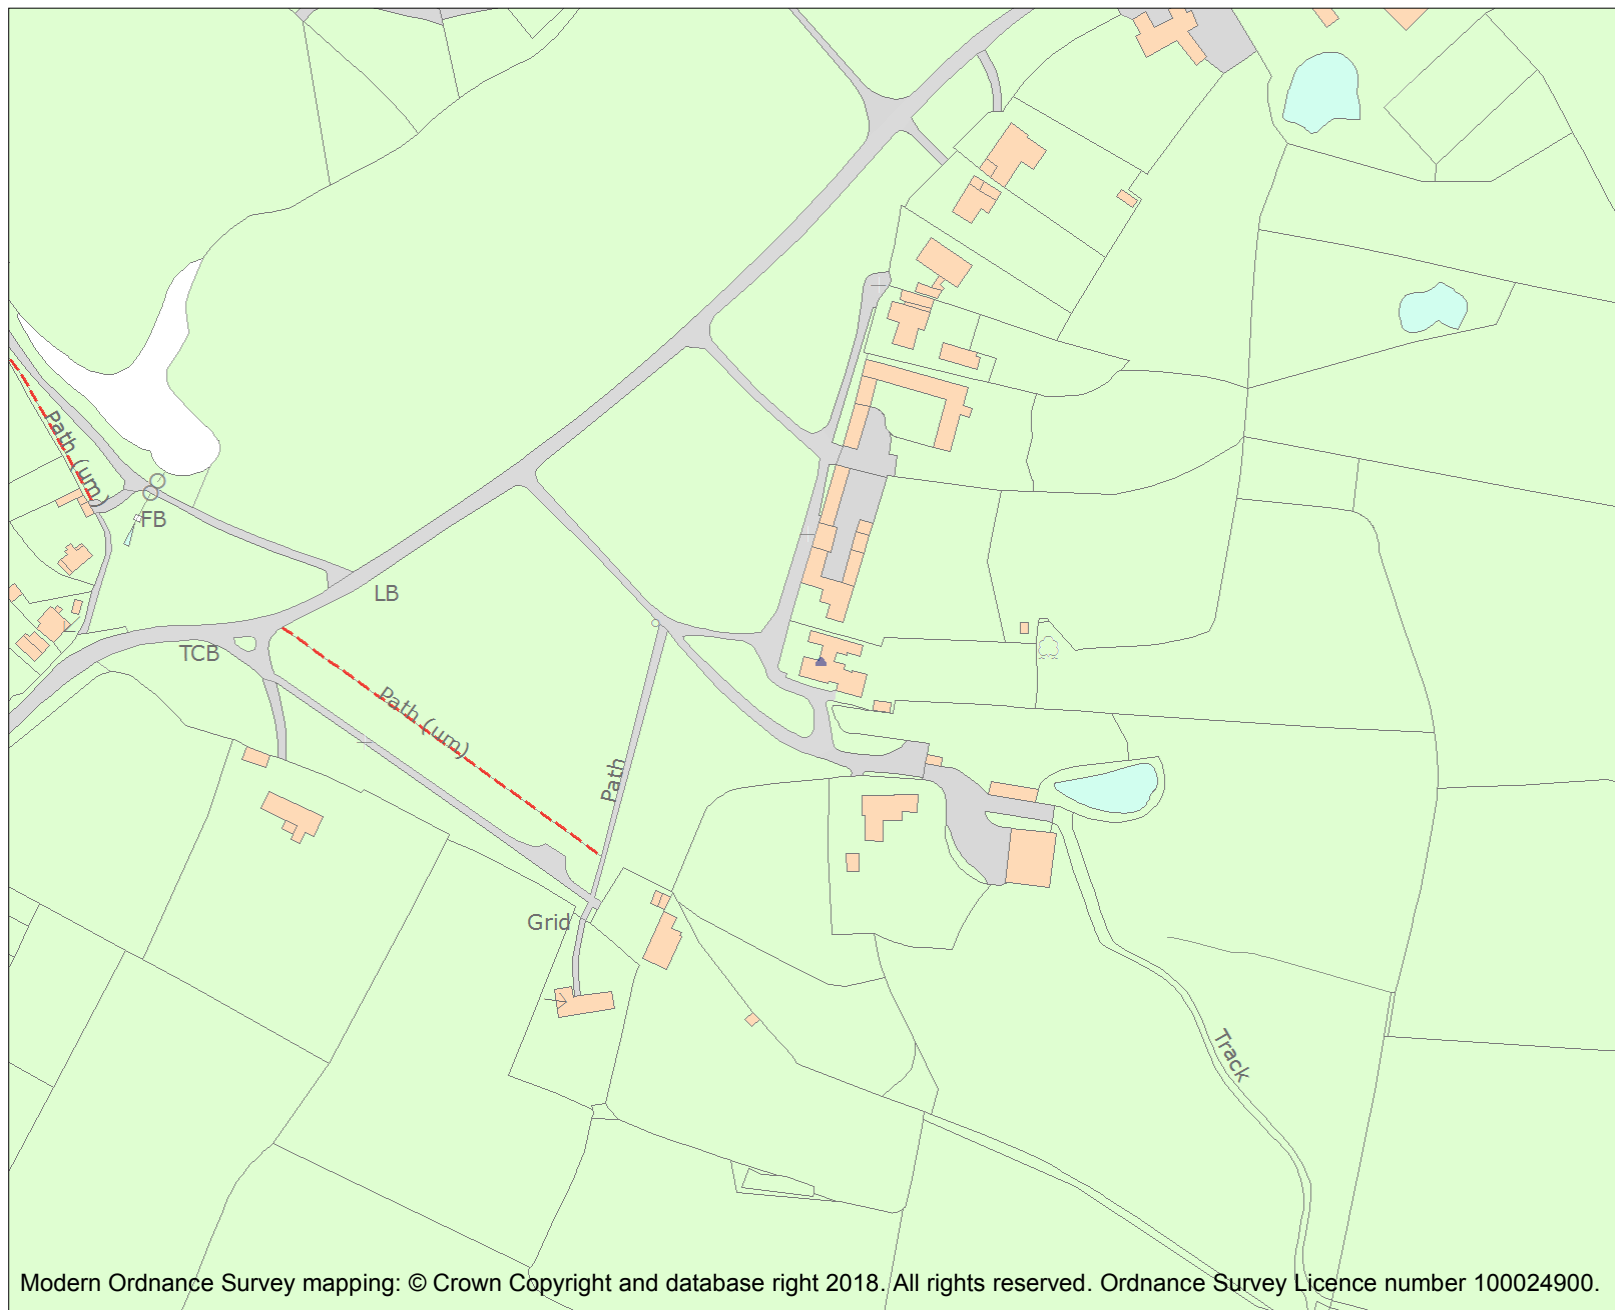 Path (um)
FB
LB
TCB
Path (um)
Path
Grid
Track
Modern Ordnance Survey mapping: © Crown Copyright and database right 2018. All rights reserved. Ordnance Survey Licence number 100024900.